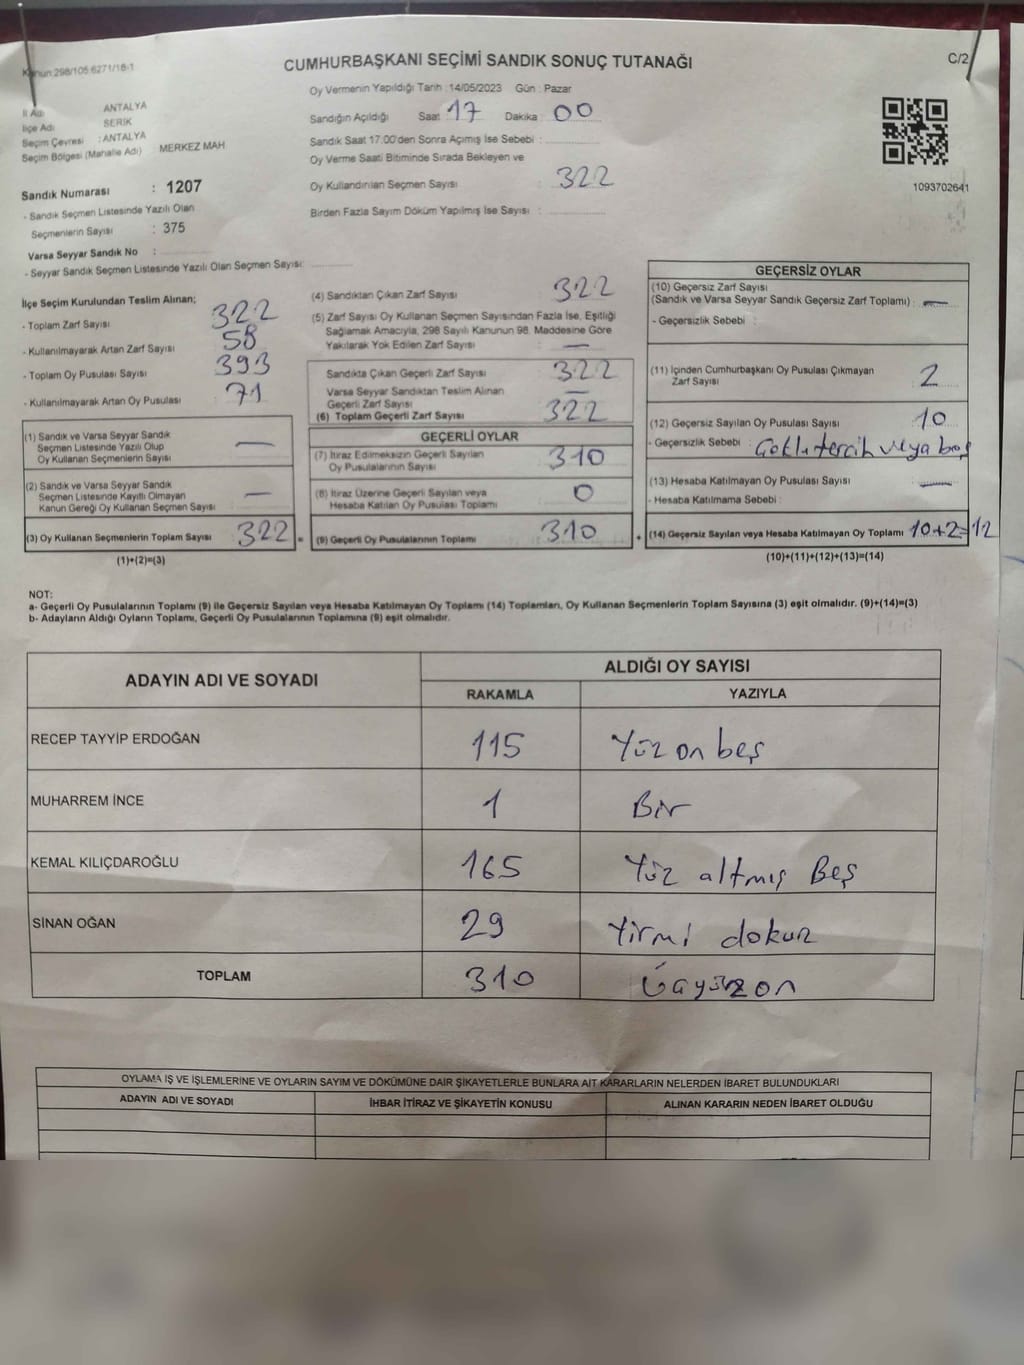 Kanun:298/105:6271/18-1
CUMHURBAŞKANI SEÇİMİ SANDIK SONUÇ TUTANAĞI
C/2
Oy Vermenin Yapıldığı Tarih : 14/05/2023 Gün : Pazar
İl Adı ANTALYA
İlçe Adı SERİK
Seçim Çevresi : ANTALYA
Seçim Bölgesi (Mahalle Adı) MERKEZ MAH
Sandık Numarası : 1207
- Sandık Seçmen Listesinde Yazılı Olan
Seçmenlerin Sayısı : 375
Varsa Seyyar Sandık No :
- Seyyar Sandık Seçmen Listesinde Yazılı Olan Seçmen Sayısı:
Sandığın Açıldığı Saat 17 Dakika 00
Sandık Saat 17.00'den Sonra Açımış İse Sebebi :
Oy Verme Saati Bitiminde Sırada Bekleyen ve
Oy Kullandırılan Seçmen Sayısı : 322
Birden Fazla Sayım Döküm Yapılmış İse Sayısı :
1093702641
İlçe Seçim Kurulundan Teslim Alınan;
- Toplam Zarf Sayısı 322
- Kullanılmayarak Artan Zarf Sayısı 58
- Toplam Oy Pusulası Sayısı 393
- Kullanılmayarak Artan Oy Pusulası 71
(1) Sandık ve Varsa Seyyar Sandık
Seçmen Listesinde Yazılı Olup
Oy Kullanan Seçmenlerin Sayısı —
(2) Sandık ve Varsa Seyyar Sandık
Seçmen Listesinde Kayıtlı Olmayan
Kanun Gereği Oy Kullanan Seçmen Sayısı —
(3) Oy Kullanan Seçmenlerin Toplam Sayısı 322 =
(1)+(2)=(3)
(4) Sandıktan Çıkan Zarf Sayısı 322
(5) Zarf Sayısı Oy Kullanan Seçmen Sayısından Fazla İse, Eşitliği
Sağlamak Amacıyla, 298 Sayılı Kanunun 98. Maddesine Göre
Yakılarak Yok Edilen Zarf Sayısı —
Sandıkta Çıkan Geçerli Zarf Sayısı 322
Varsa Seyyar Sandıktan Teslim Alınan
Geçerli Zarf Sayısı —
(6) Toplam Geçerli Zarf Sayısı 322
GEÇERLİ OYLAR
(7) İtiraz Edilmeksizin Geçerli Sayılan
Oy Pusulalarının Sayısı 310
(8) İtiraz Üzerine Geçerli Sayılan veya
Hesaba Katılan Oy Pusulası Toplamı 0
(9) Geçerli Oy Pusulalarının Toplamı 310 +
GEÇERSİZ OYLAR
(10) Geçersiz Zarf Sayısı
(Sandık ve Varsa Seyyar Sandık Geçersiz Zarf Toplamı) : —
- Geçersizlik Sebebi :
(11) İçinden Cumhurbaşkanı Oy Pusulası Çıkmayan
Zarf Sayısı 2
(12) Geçersiz Sayılan Oy Pusulası Sayısı 10
- Geçersizlik Sebebi : Çoklu tercih veya boş
(13) Hesaba Katılmayan Oy Pusulası Sayısı —
- Hesaba Katılmama Sebebi :
(14) Geçersiz Sayılan veya Hesaba Katılmayan Oy Toplamı 10+2=12
(10)+(11)+(12)+(13)=(14)
NOT:
a- Geçerli Oy Pusulalarının Toplamı (9) ile Geçersiz Sayılan veya Hesaba Katılmayan Oy Toplamı (14) Toplamları, Oy Kullanan Seçmenlerin Toplam Sayısına (3) eşit olmalıdır. (9)+(14)=(3)
b- Adayların Aldığı Oyların Toplamı, Geçerli Oy Pusulalarının Toplamına (9) eşit olmalıdır.
ADAYIN ADI VE SOYADI
ALDIĞI OY SAYISI
RAKAMLA YAZIYLA
RECEP TAYYİP ERDOĞAN 115 Yüz on beş
MUHARREM İNCE 1 Bir
KEMAL KILIÇDAROĞLU 165 Yüz altmış Beş
SİNAN OĞAN 29 Yirmi dokuz
TOPLAM 310 Üçyüzon
OYLAMA İŞ VE İŞLEMLERİNE VE OYLARIN SAYIM VE DÖKÜMÜNE DAİR ŞİKAYETLERLE BUNLARA AİT KARARLARIN NELERDEN İBARET BULUNDUKLARI
ADAYIN ADI VE SOYADI İHBAR İTİRAZ VE ŞİKAYETİN KONUSU ALINAN KARARIN NEDEN İBARET OLDUĞU